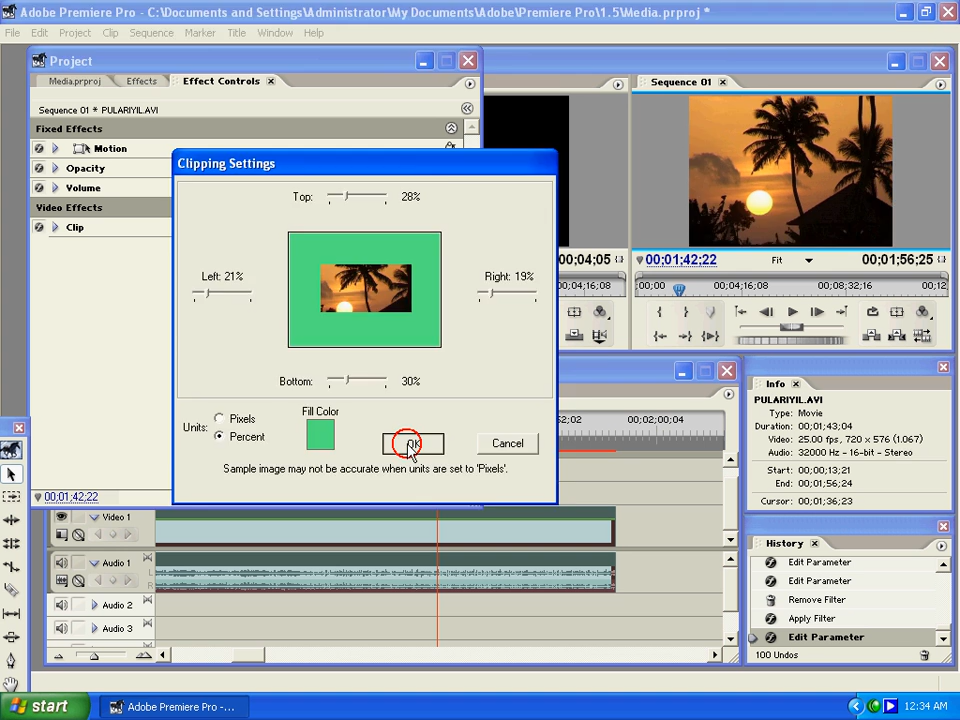 Adobe Premiere Pro - C:\Documents and Settings\Administrator\My Documents\Adobe\Premiere Pro\1.5\Media.prproj *
File Edit Project Clip Sequence Marker Title Window Help
Project
Media.prproj Effects Effect Controls
Sequence 01 * PULARIYIL.AVI
Fixed Effects
Motion
Opacity
Volume
Video Effects
Clip
00;01;42;22
Clipping Settings
Top: 28%
Left: 21%
Right: 19%
Bottom: 30%
Units: Pixels
Percent
Fill Color
OK
Cancel
Sample image may not be accurate when units are set to 'Pixels'.
00:04;05
00;04;16;08
Sequence 01
00;01;42;22 Fit 00;01;56;25
00;00 00;04;16;08 00;08;32;16 00;12
52;02 00;02;00;04
Video 1
Audio 1
L
R
Audio 2
Audio 3
Info
PULARIYIL.AVI
Type: Movie
Duration: 00;01;43;04
Video: 25.00 fps, 720 x 576 (1.067)
Audio: 32000 Hz - 16-bit - Stereo
Start: 00;00;13;21
End: 00;01;56;24
Cursor: 00;01;36;23
History
Edit Parameter
Edit Parameter
Remove Filter
Apply Filter
Edit Parameter
100 Undos
start
Adobe Premiere Pro -...
12:34 AM